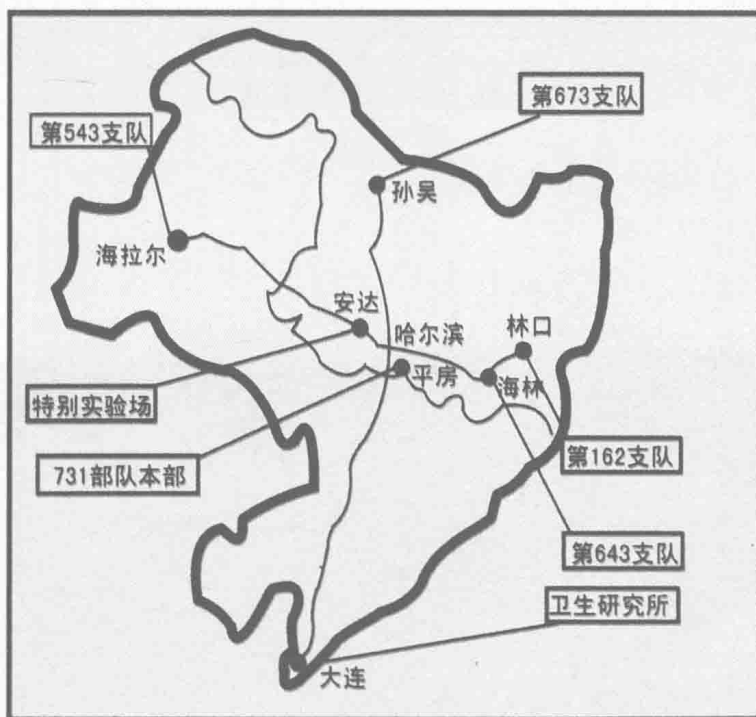 第673支队
第543支队
孙吴
海拉尔
安达
哈尔滨
林口
平房
海林
特别实验场
第162支队
731部队本部
第643支队
卫生研究所
大连